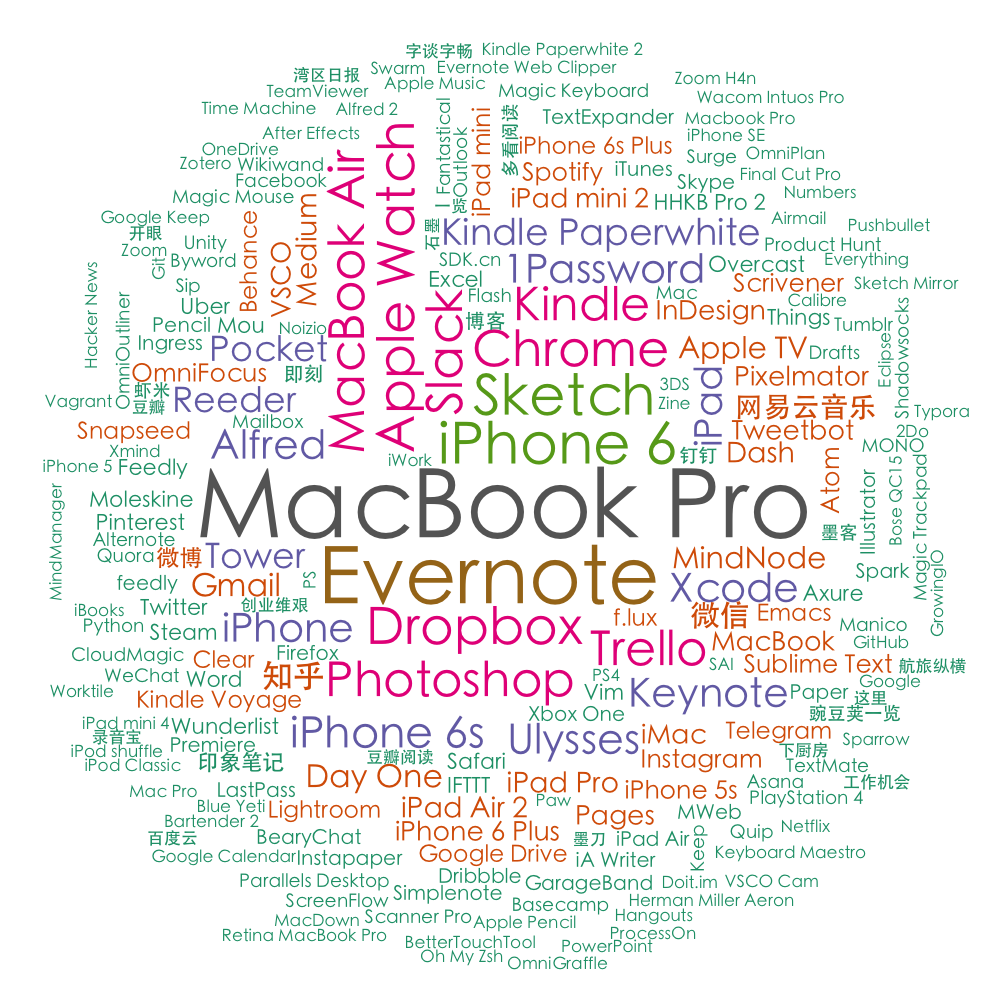 字谈字畅
Kindle Paperwhite 2
湾区日报
Swarm
Evernote Web Clipper
Zoom H4n
TeamViewer
Apple Music
Magic Keyboard
Wacom Intuos Pro
Time Machine
Alfred 2
Fantastical
iPad mini
多看阅读
TextExpander
Macbook Pro
After Effects
MacBook Air
Apple Watch
Outlook
iPhone 6s Plus
iPhone SE
OneDrive
Surge
OmniPlan
Zotero
Wikiwand
Spotify
iTunes
Final Cut Pro
Facebook
Skype
Magic Mouse
Medium
iPad mini 2
HHKB Pro 2
Numbers
Google Keep
Behance
VSCO
石墨
Airmail
Pushbullet
开眼
Kindle Paperwhite
Product Hunt
Zoom
Unity
Git
Byword
SDK.cn
1Password
Overcast
Everything
Hacker News
Sip
Excel
Scrivener
Sketch Mirror
Uber
Slack
Flash
Kindle
Mac
InDesign
Calibre
OmniOutliner
Pencil Mou
Noizio
博客
Things
Tumblr
Eclipse
Shadowsocks
Ingress
Pocket
Chrome
Apple TV
Drafts
OmniFocus
即刻
iPad
Pixelmator
虾米
豆瓣
Reeder
Sketch
3DS
Zine
网易云音乐
Vagrant
Mailbox
Typora
Snapseed
Alfred
iPhone 6
Tweetbot
2Do
Xmind
iWork
钉钉
Dash
MONO
iPhone 5
Feedly
Atom
Bose QC15
Magic Trackpad
MindManager
Moleskine
MacBook Pro
Illustrator
Pinterest
墨客
Alternote
Quora
微博
Tower
Evernote
MindNode
GrowingIO
feedly
Gmail
PS
Xcode
Spark
iBooks
Twitter
创业维艰
Axure
Python
Steam
iPhone
Dropbox
f.lux
微信
Emacs
Manico
CloudMagic
Clear
Firefox
Trello
MacBook
GitHub
WeChat
Word
知乎
Photoshop
PS4
SAI
Sublime Text
航旅纵横
Worktile
Kindle Voyage
Vim
Keynote
Paper
这里
Google
iPad mini 4
Wunderlist
Xbox One
豌豆荚一览
录音宝
Premiere
iPhone 6s
Ulysses
iMac
Telegram
Sparrow
iPod shuffle
iPod Classic
印象笔记
豆瓣阅读
Safari
Instagram
下厨房
TextMate
Mac Pro
LastPass
Day One
IFTTT
iPad Pro
iPhone 5s
Asana
工作机会
Blue Yeti
Lightroom
iPad Air 2
Paw
PlayStation 4
Bartender 2
Pages
MWeb
百度云
BearyChat
iPhone 6 Plus
墨刀
iPad Air
Keep
Quip
Netflix
Google Calendar
Instapaper
Google Drive
iA Writer
Keyboard Maestro
Parallels Desktop
Dribbble
GarageBand
Doit.im
VSCO Cam
ScreenFlow
Simplenote
Basecamp
Herman Miller Aeron
MacDown
Scanner Pro
Apple Pencil
Hangouts
Retina MacBook Pro
BetterTouchTool
ProcessOn
PowerPoint
Oh My Zsh
OmniGraffle